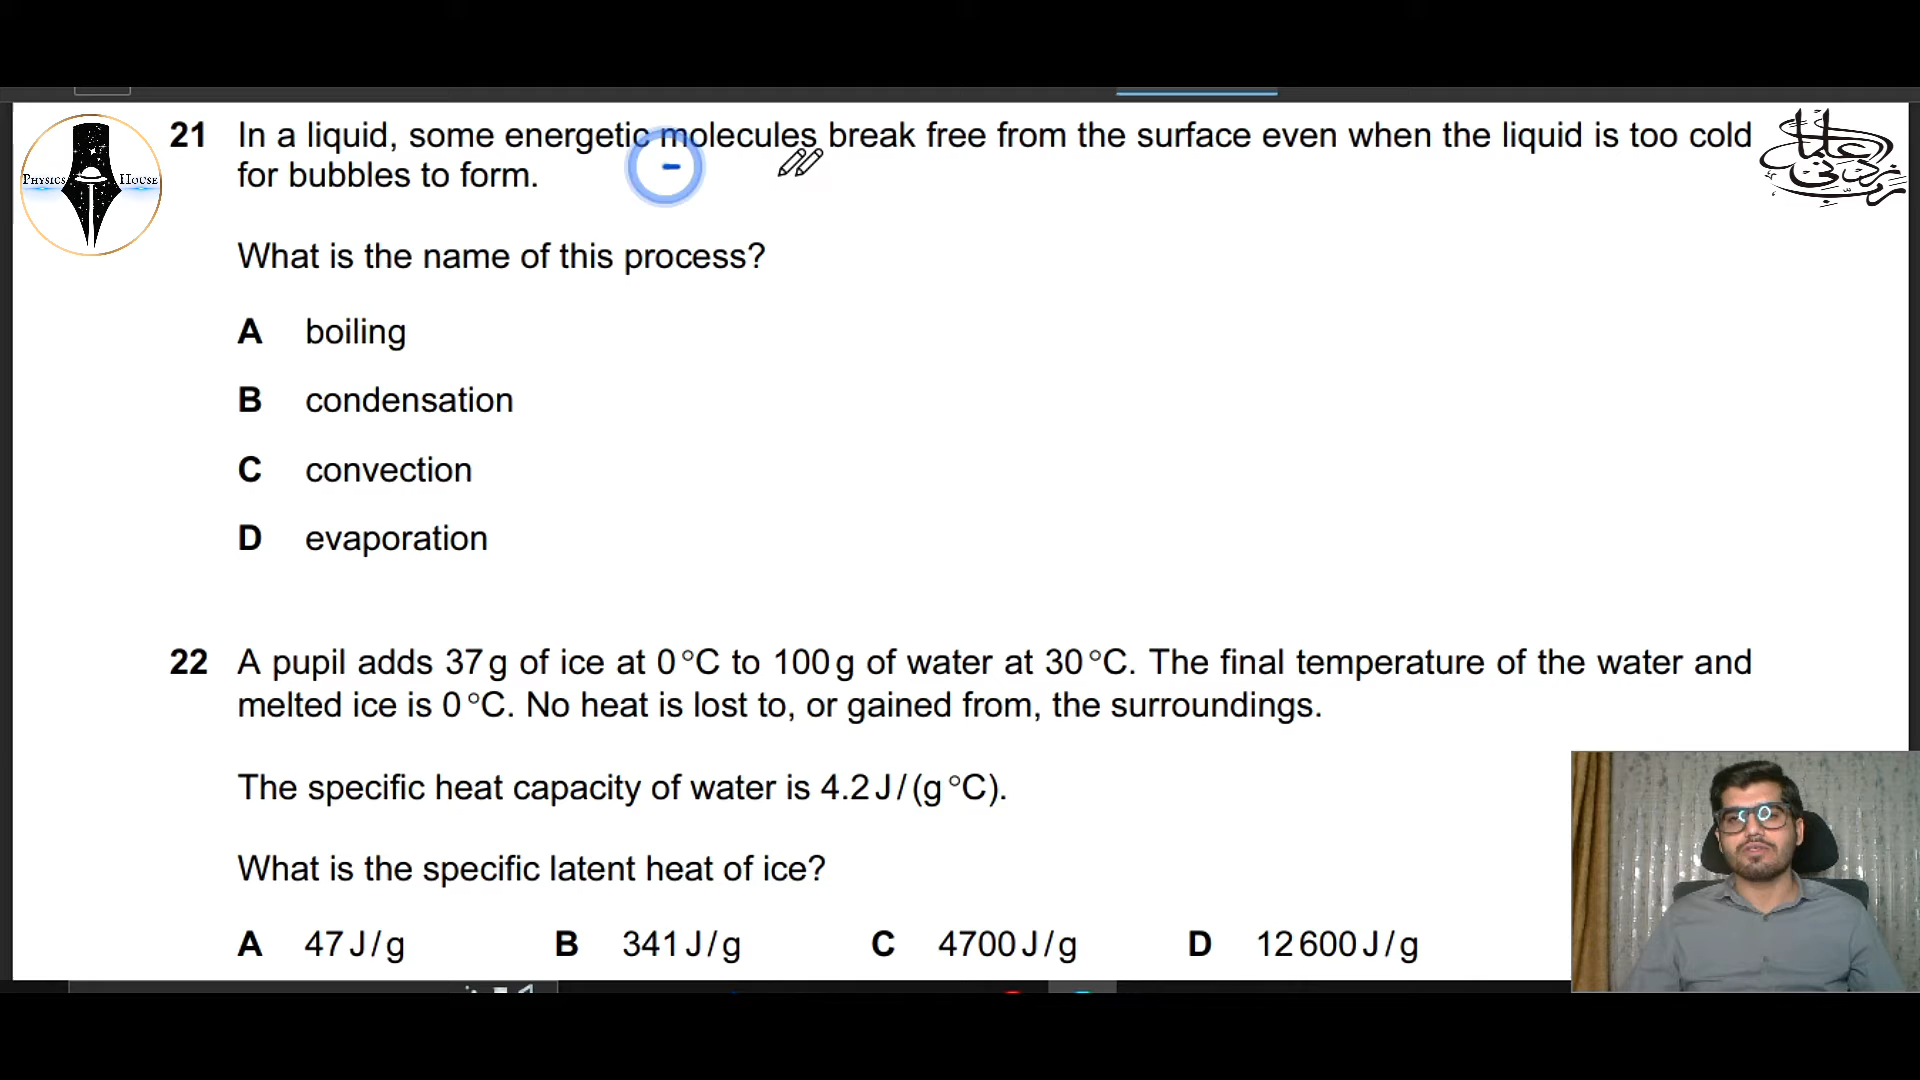 PHYSICS HOUSE
21 In a liquid, some energetic molecules break free from the surface even when the liquid is too cold
for bubbles to form.
What is the name of this process?
A boiling
B condensation
C convection
D evaporation
22 A pupil adds 37 g of ice at 0 °C to 100 g of water at 30 °C. The final temperature of the water and
melted ice is 0 °C. No heat is lost to, or gained from, the surroundings.
The specific heat capacity of water is 4.2 J / (g °C).
What is the specific latent heat of ice?
A 47 J / g B 341 J / g C 4700 J / g D 12 600 J / g